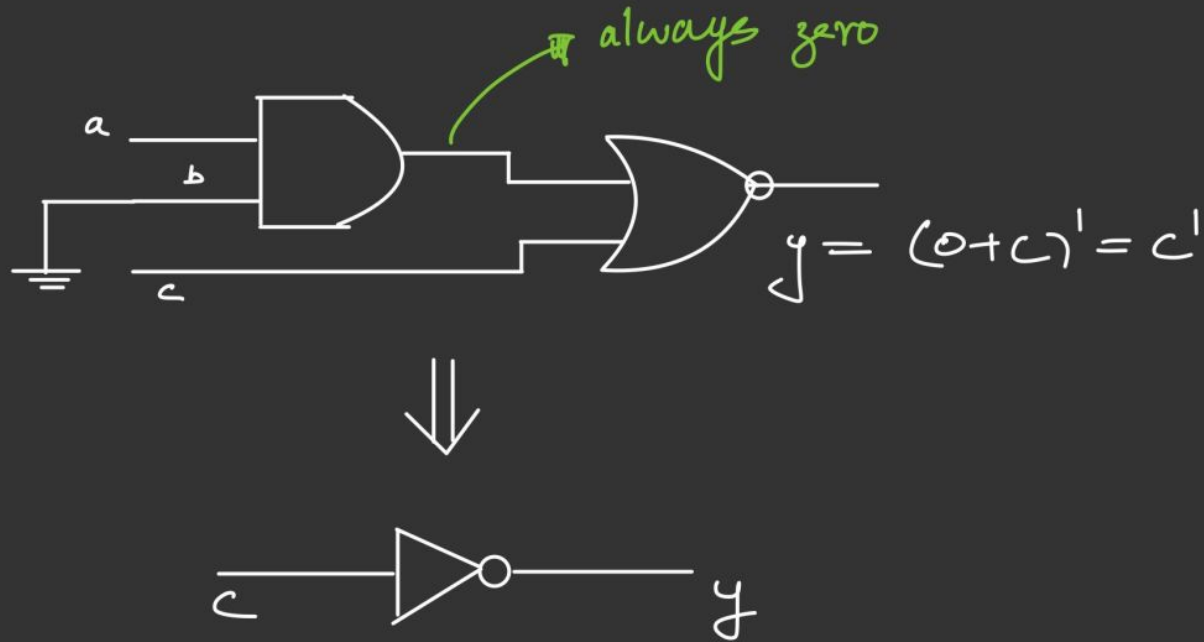 always zero
a
b
c
y = (0+c)' = c'
c
y